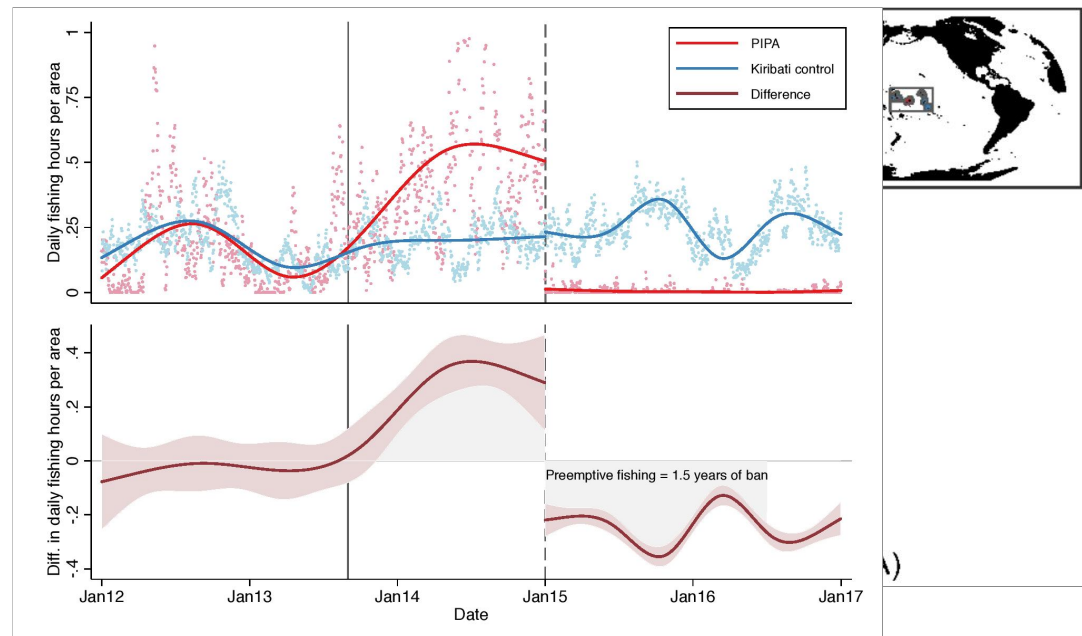 Daily fishing hours per area
1
.75
.5
.25
0
PIPA
Kiribati control
Difference
Diff. in daily fishing hours per area
.4
.2
0
-.2
-.4
Preemptive fishing = 1.5 years of ban
Jan12
Jan13
Jan14
Jan15
Jan16
Jan17
Date